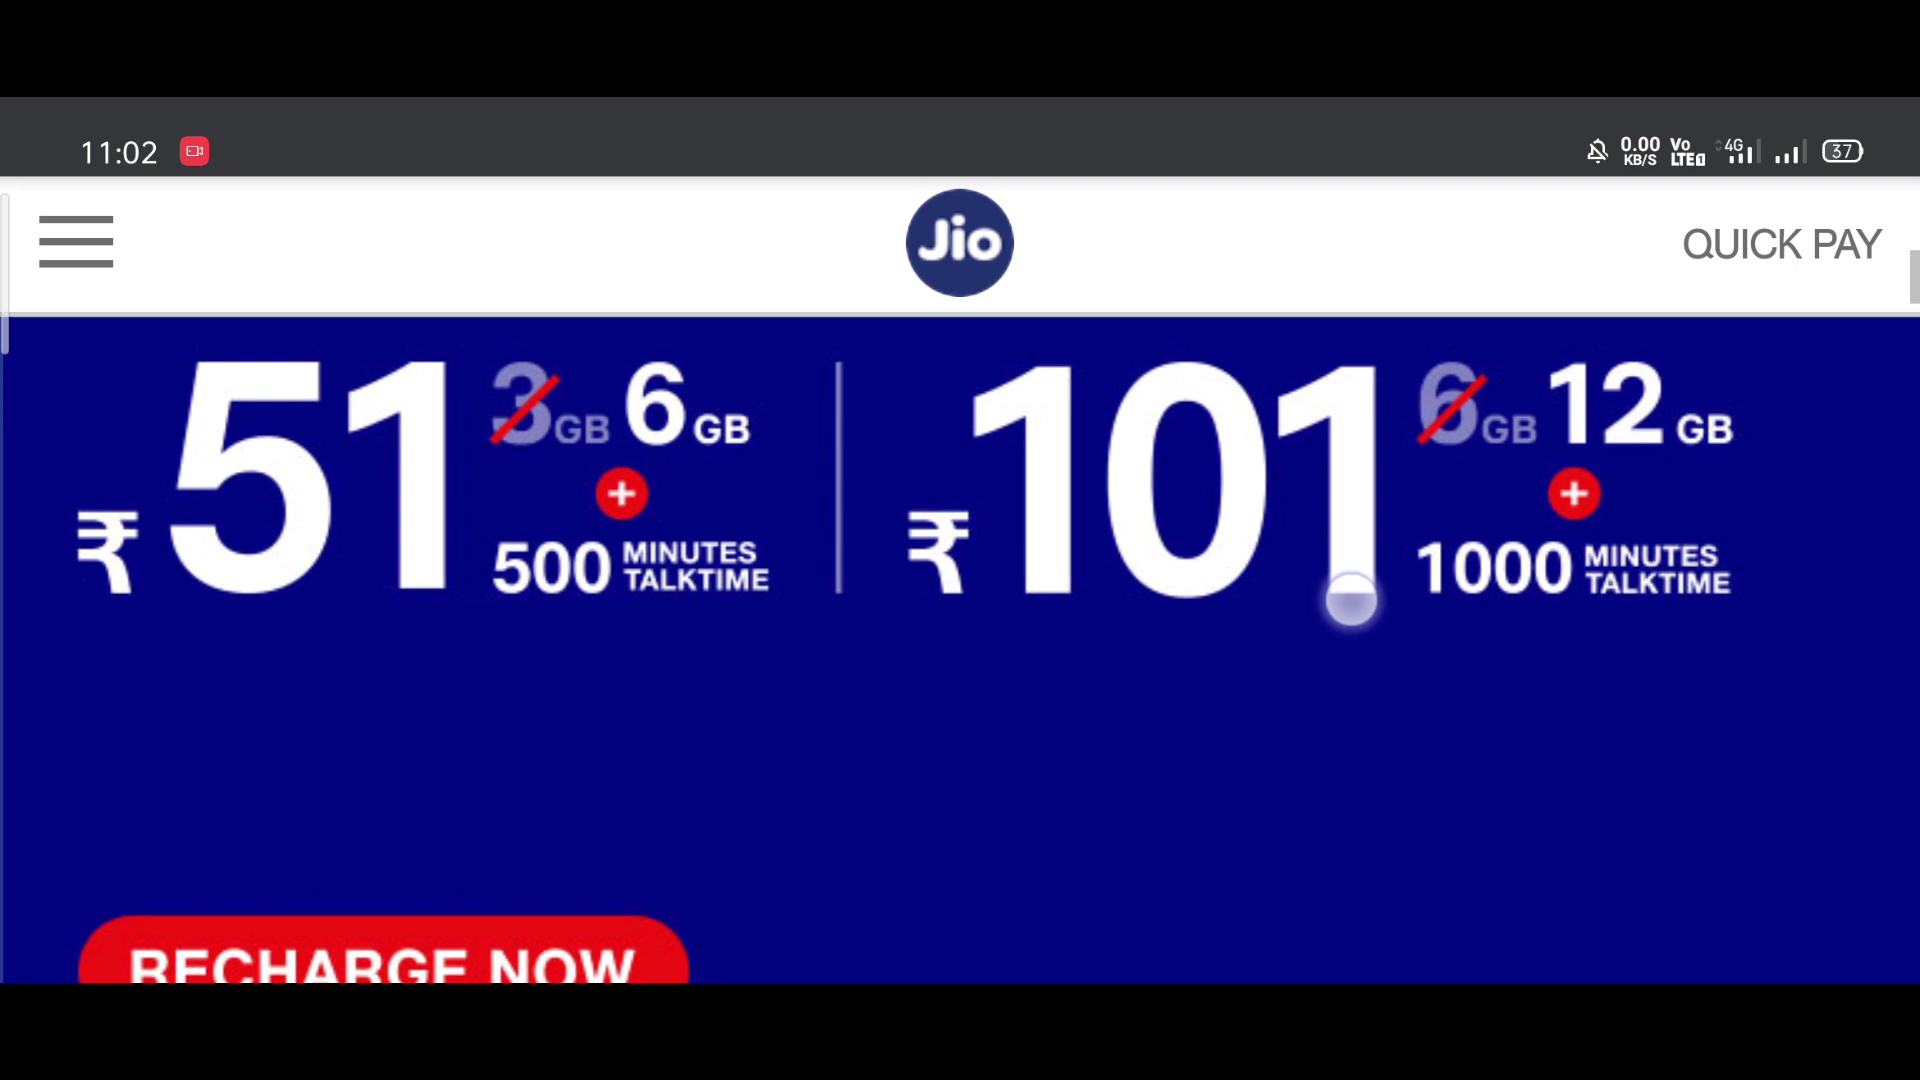 11:02
0.00 KB/S Vo LTE 4G 37
Jio
QUICK PAY
₹51 3GB 6GB
+
500 MINUTES TALKTIME
₹101 6GB 12GB
+
1000 MINUTES TALKTIME
RECHARGE NOW